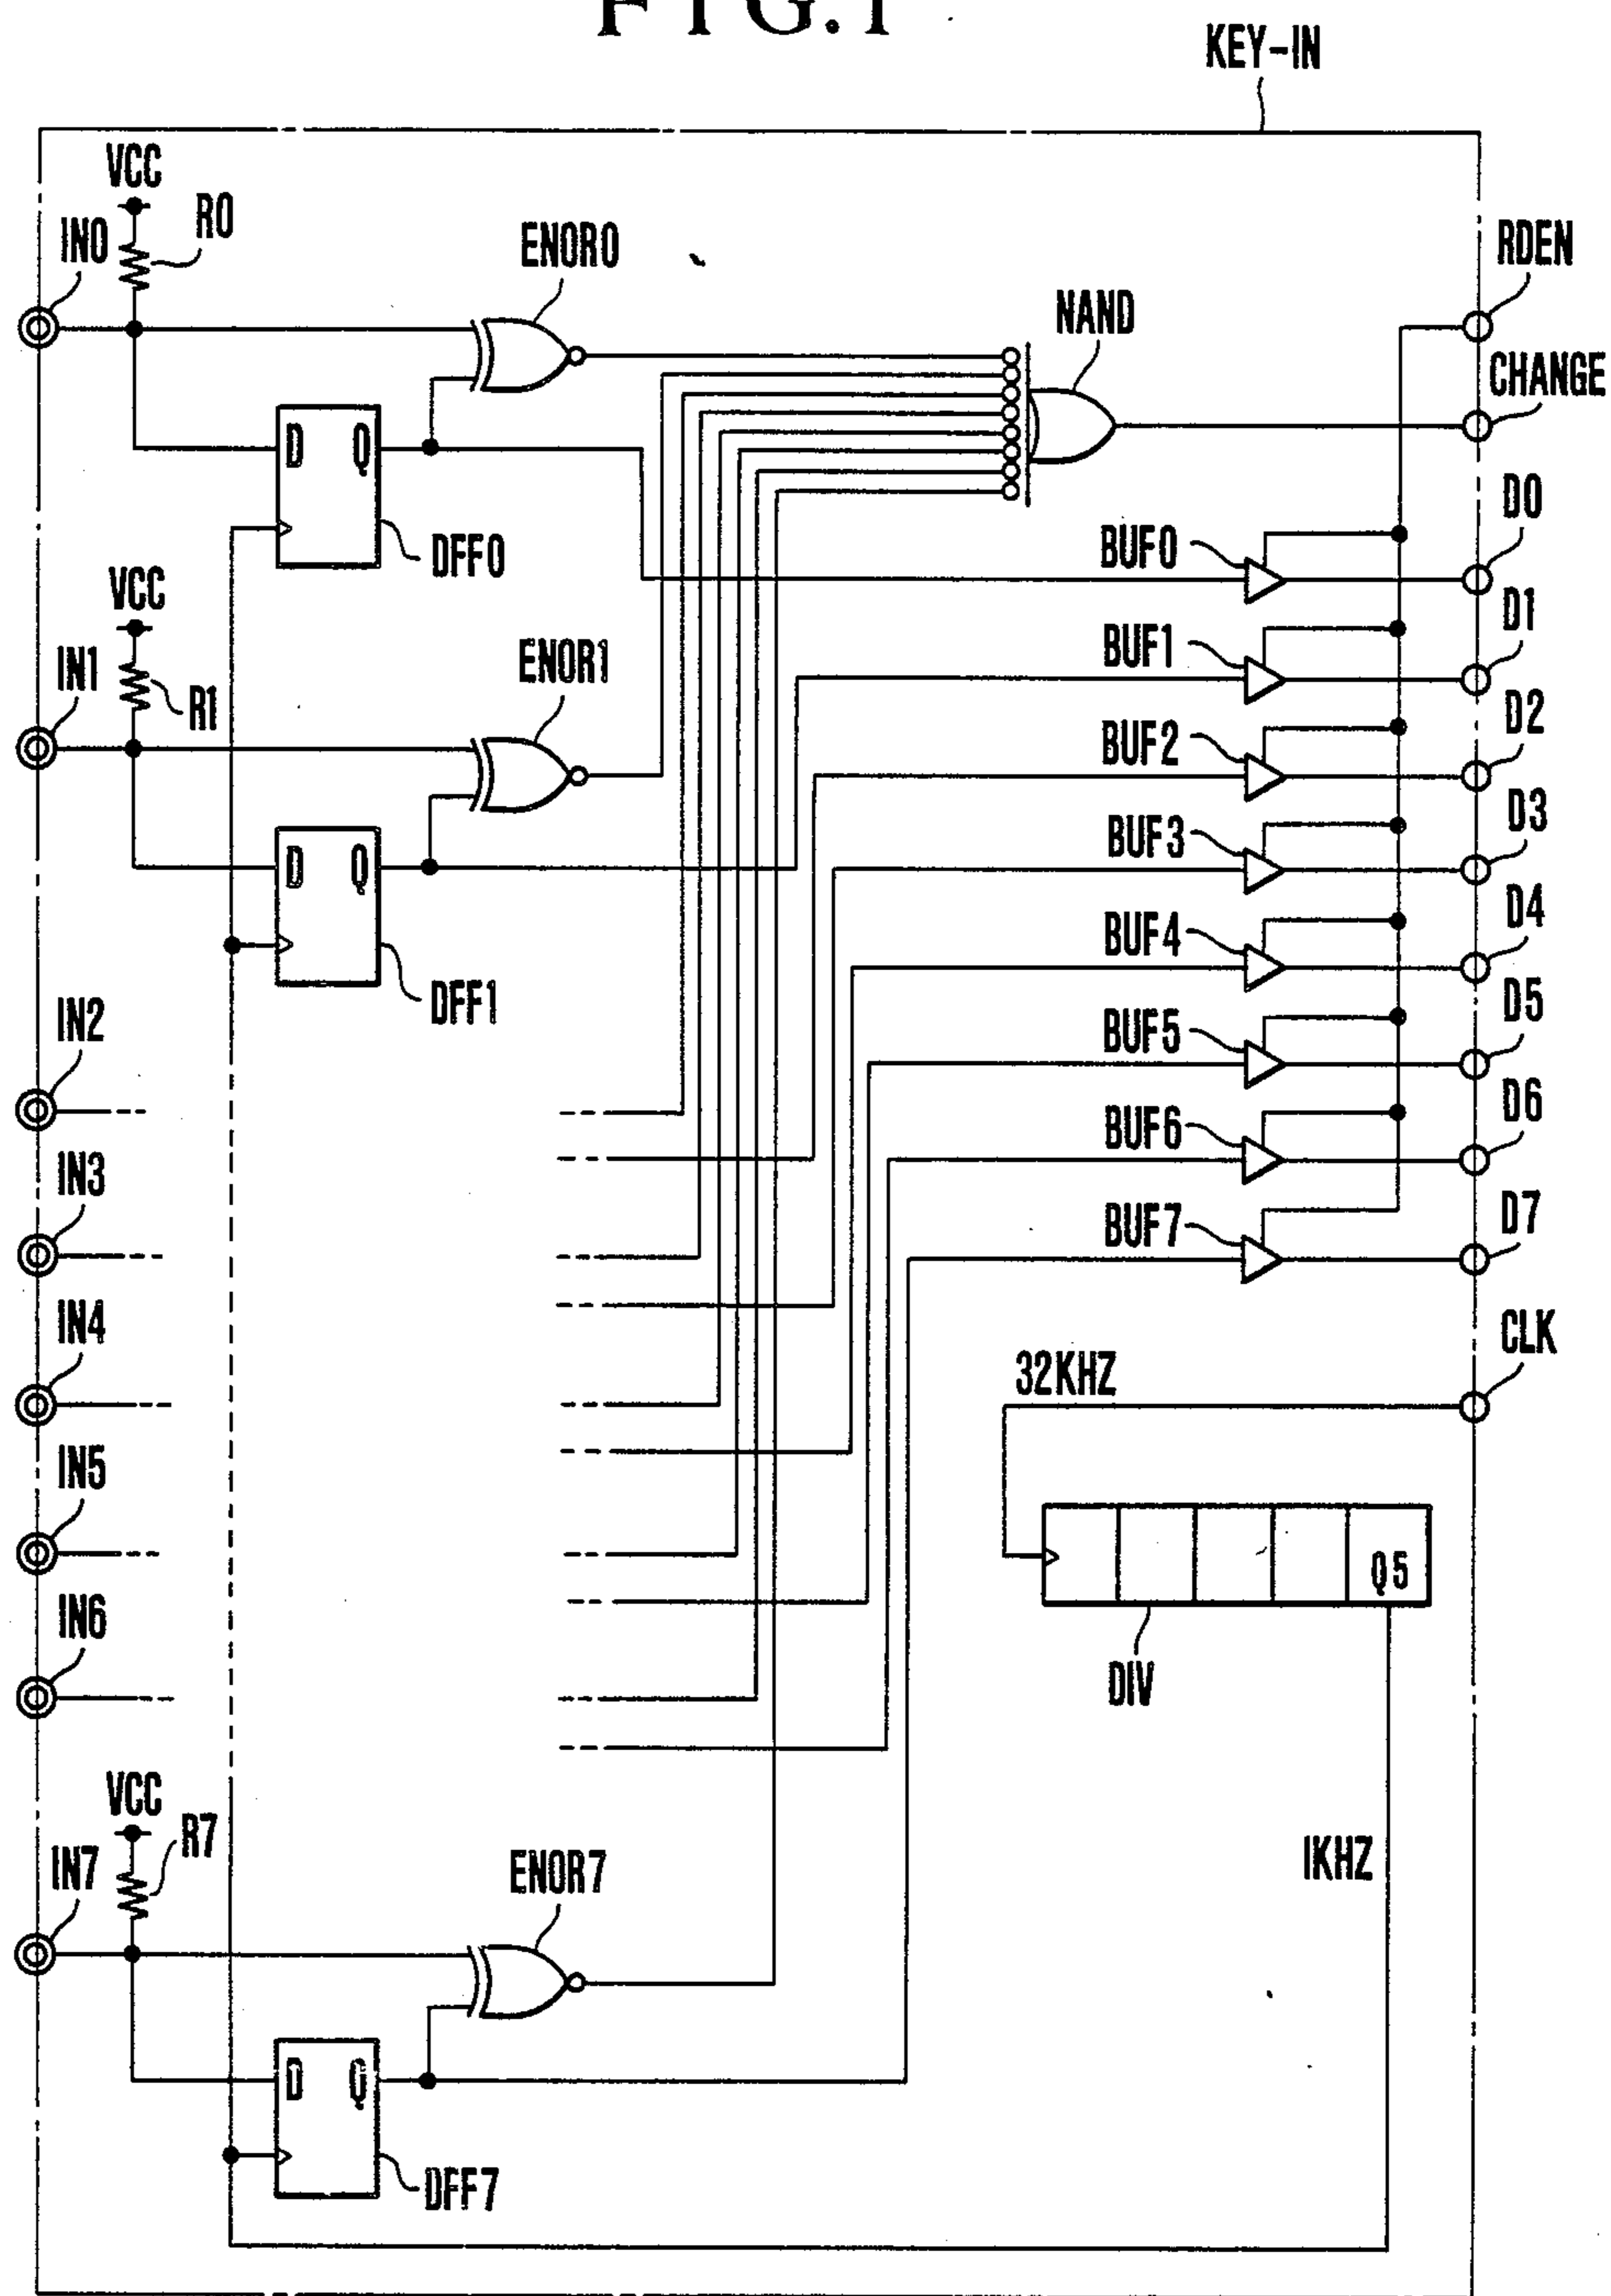 FIG.1
KEY-IN
VCC
R0
IN0
ENOR0
RDEN
NAND
CHANGE
D Q
D0
BUF0
DFF0
VCC
D1
BUF1
IN1
ENOR1
R1
D2
BUF2
D3
BUF3
D Q
D4
BUF4
DFF1
D5
IN2
BUF5
D6
BUF6
IN3
D7
BUF7
IN4
CLK
32KHZ
IN5
Q5
IN6
DIV
VCC
R7
IN7
ENOR7
1KHZ
D Q
DFF7